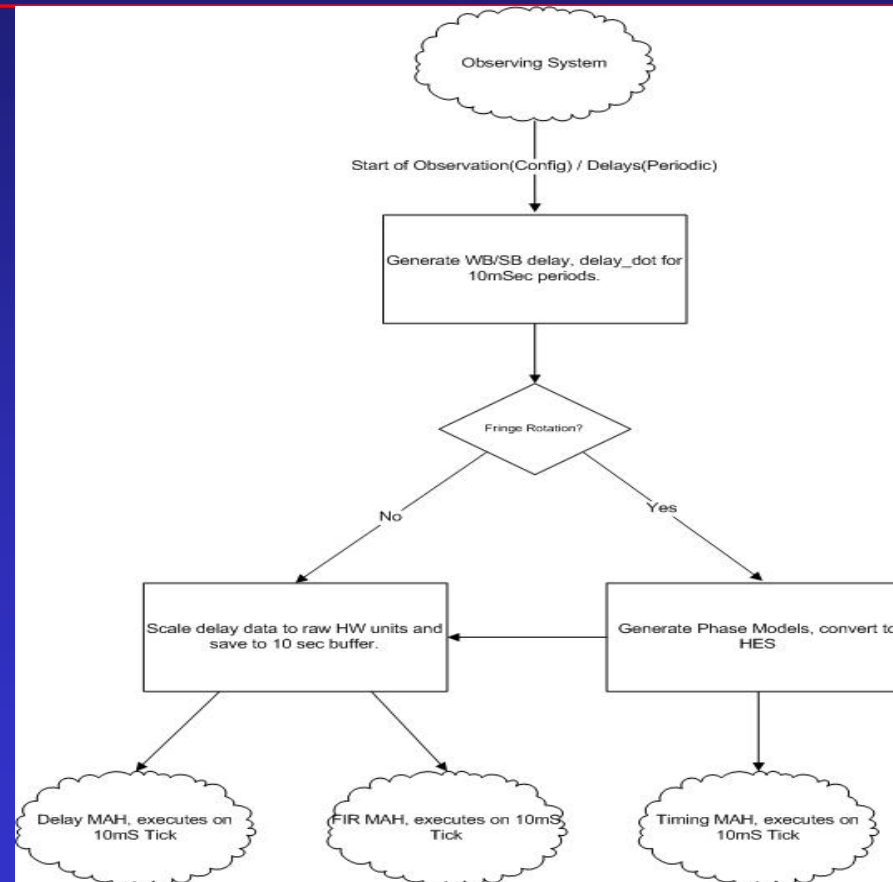 Observing System
Start of Observation(Config) / Delays(Periodic)
Generate WB/SB delay, delay_dot for
10mSec periods.
Fringe Rotation?
No
Yes
Scale delay data to raw HW units and
save to 10 sec buffer.
Generate Phase Models, convert to
HES
Delay MAH, executes on
10mS Tick
FIR MAH, executes on 10mS
Tick
Timing MAH, executes on
10mS Tick